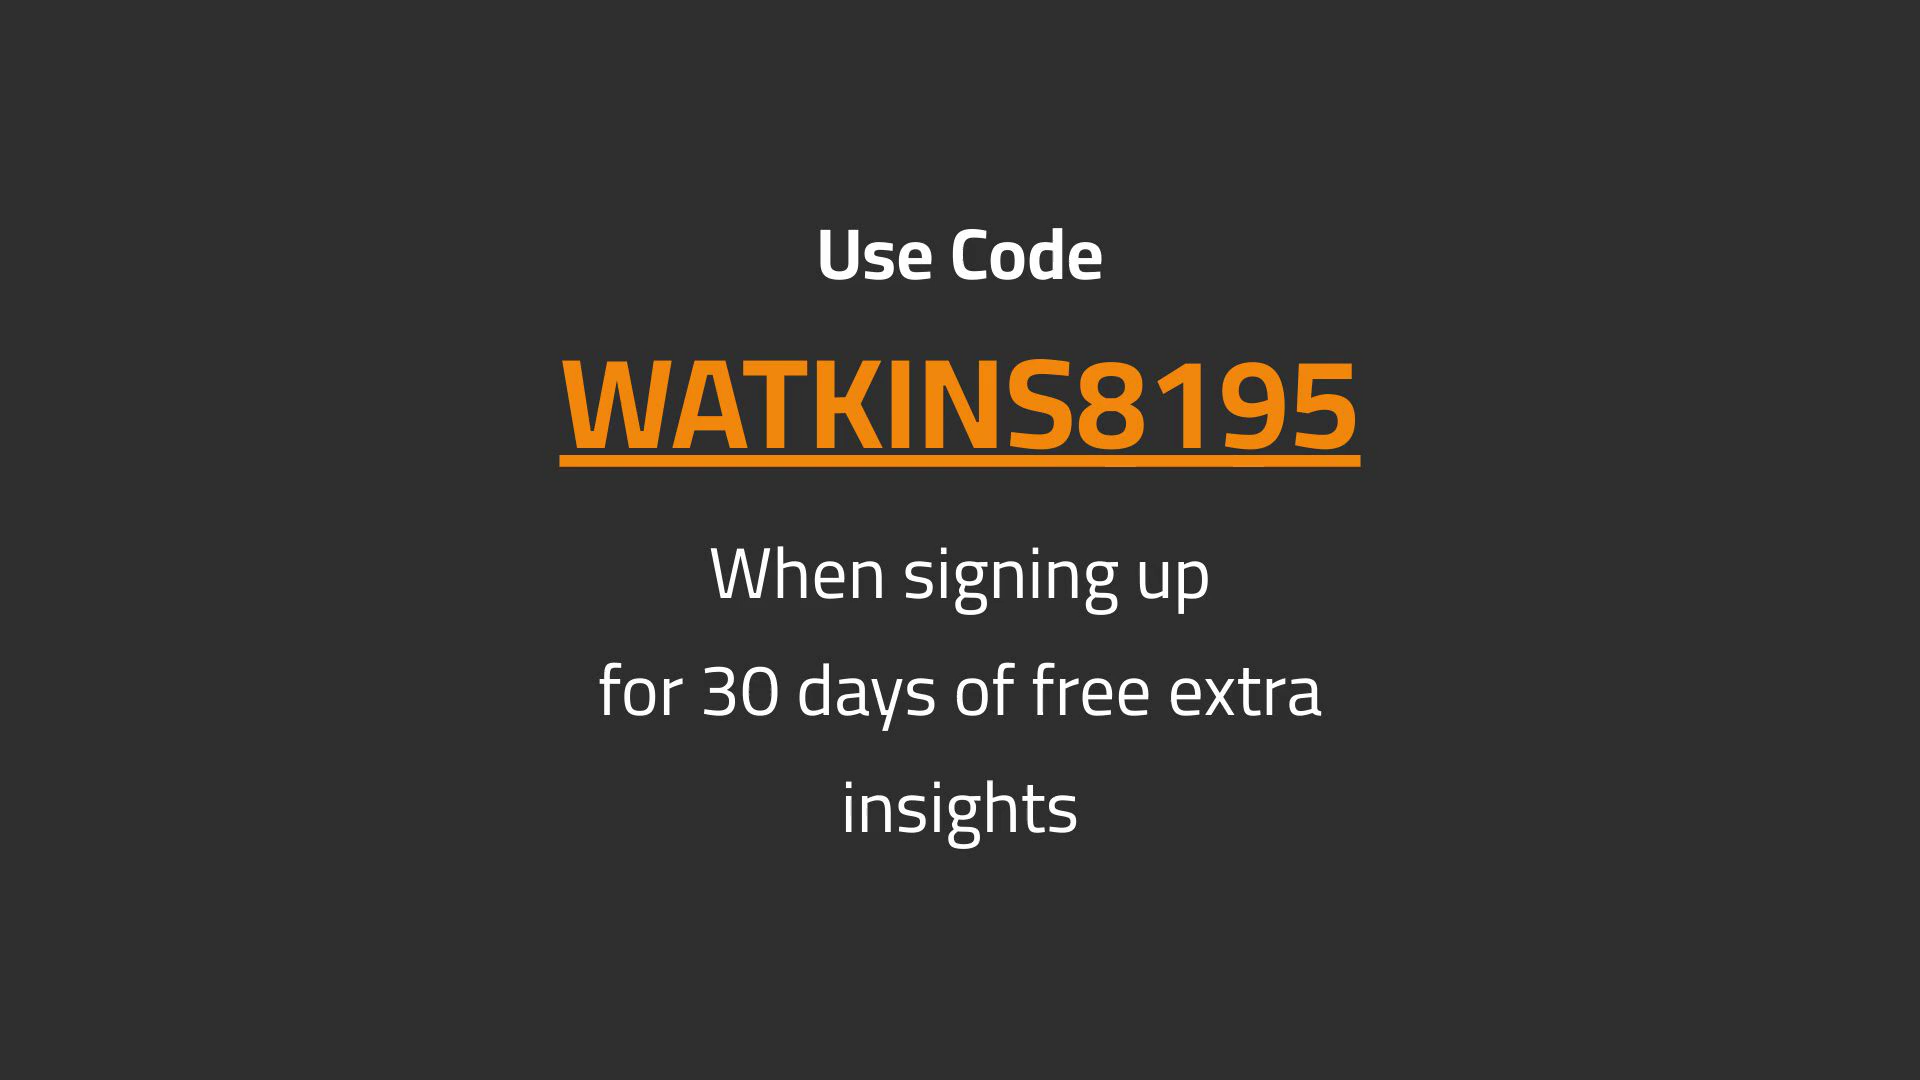 Use Code
WATKINS8195
When signing up
for 30 days of free extra
insights